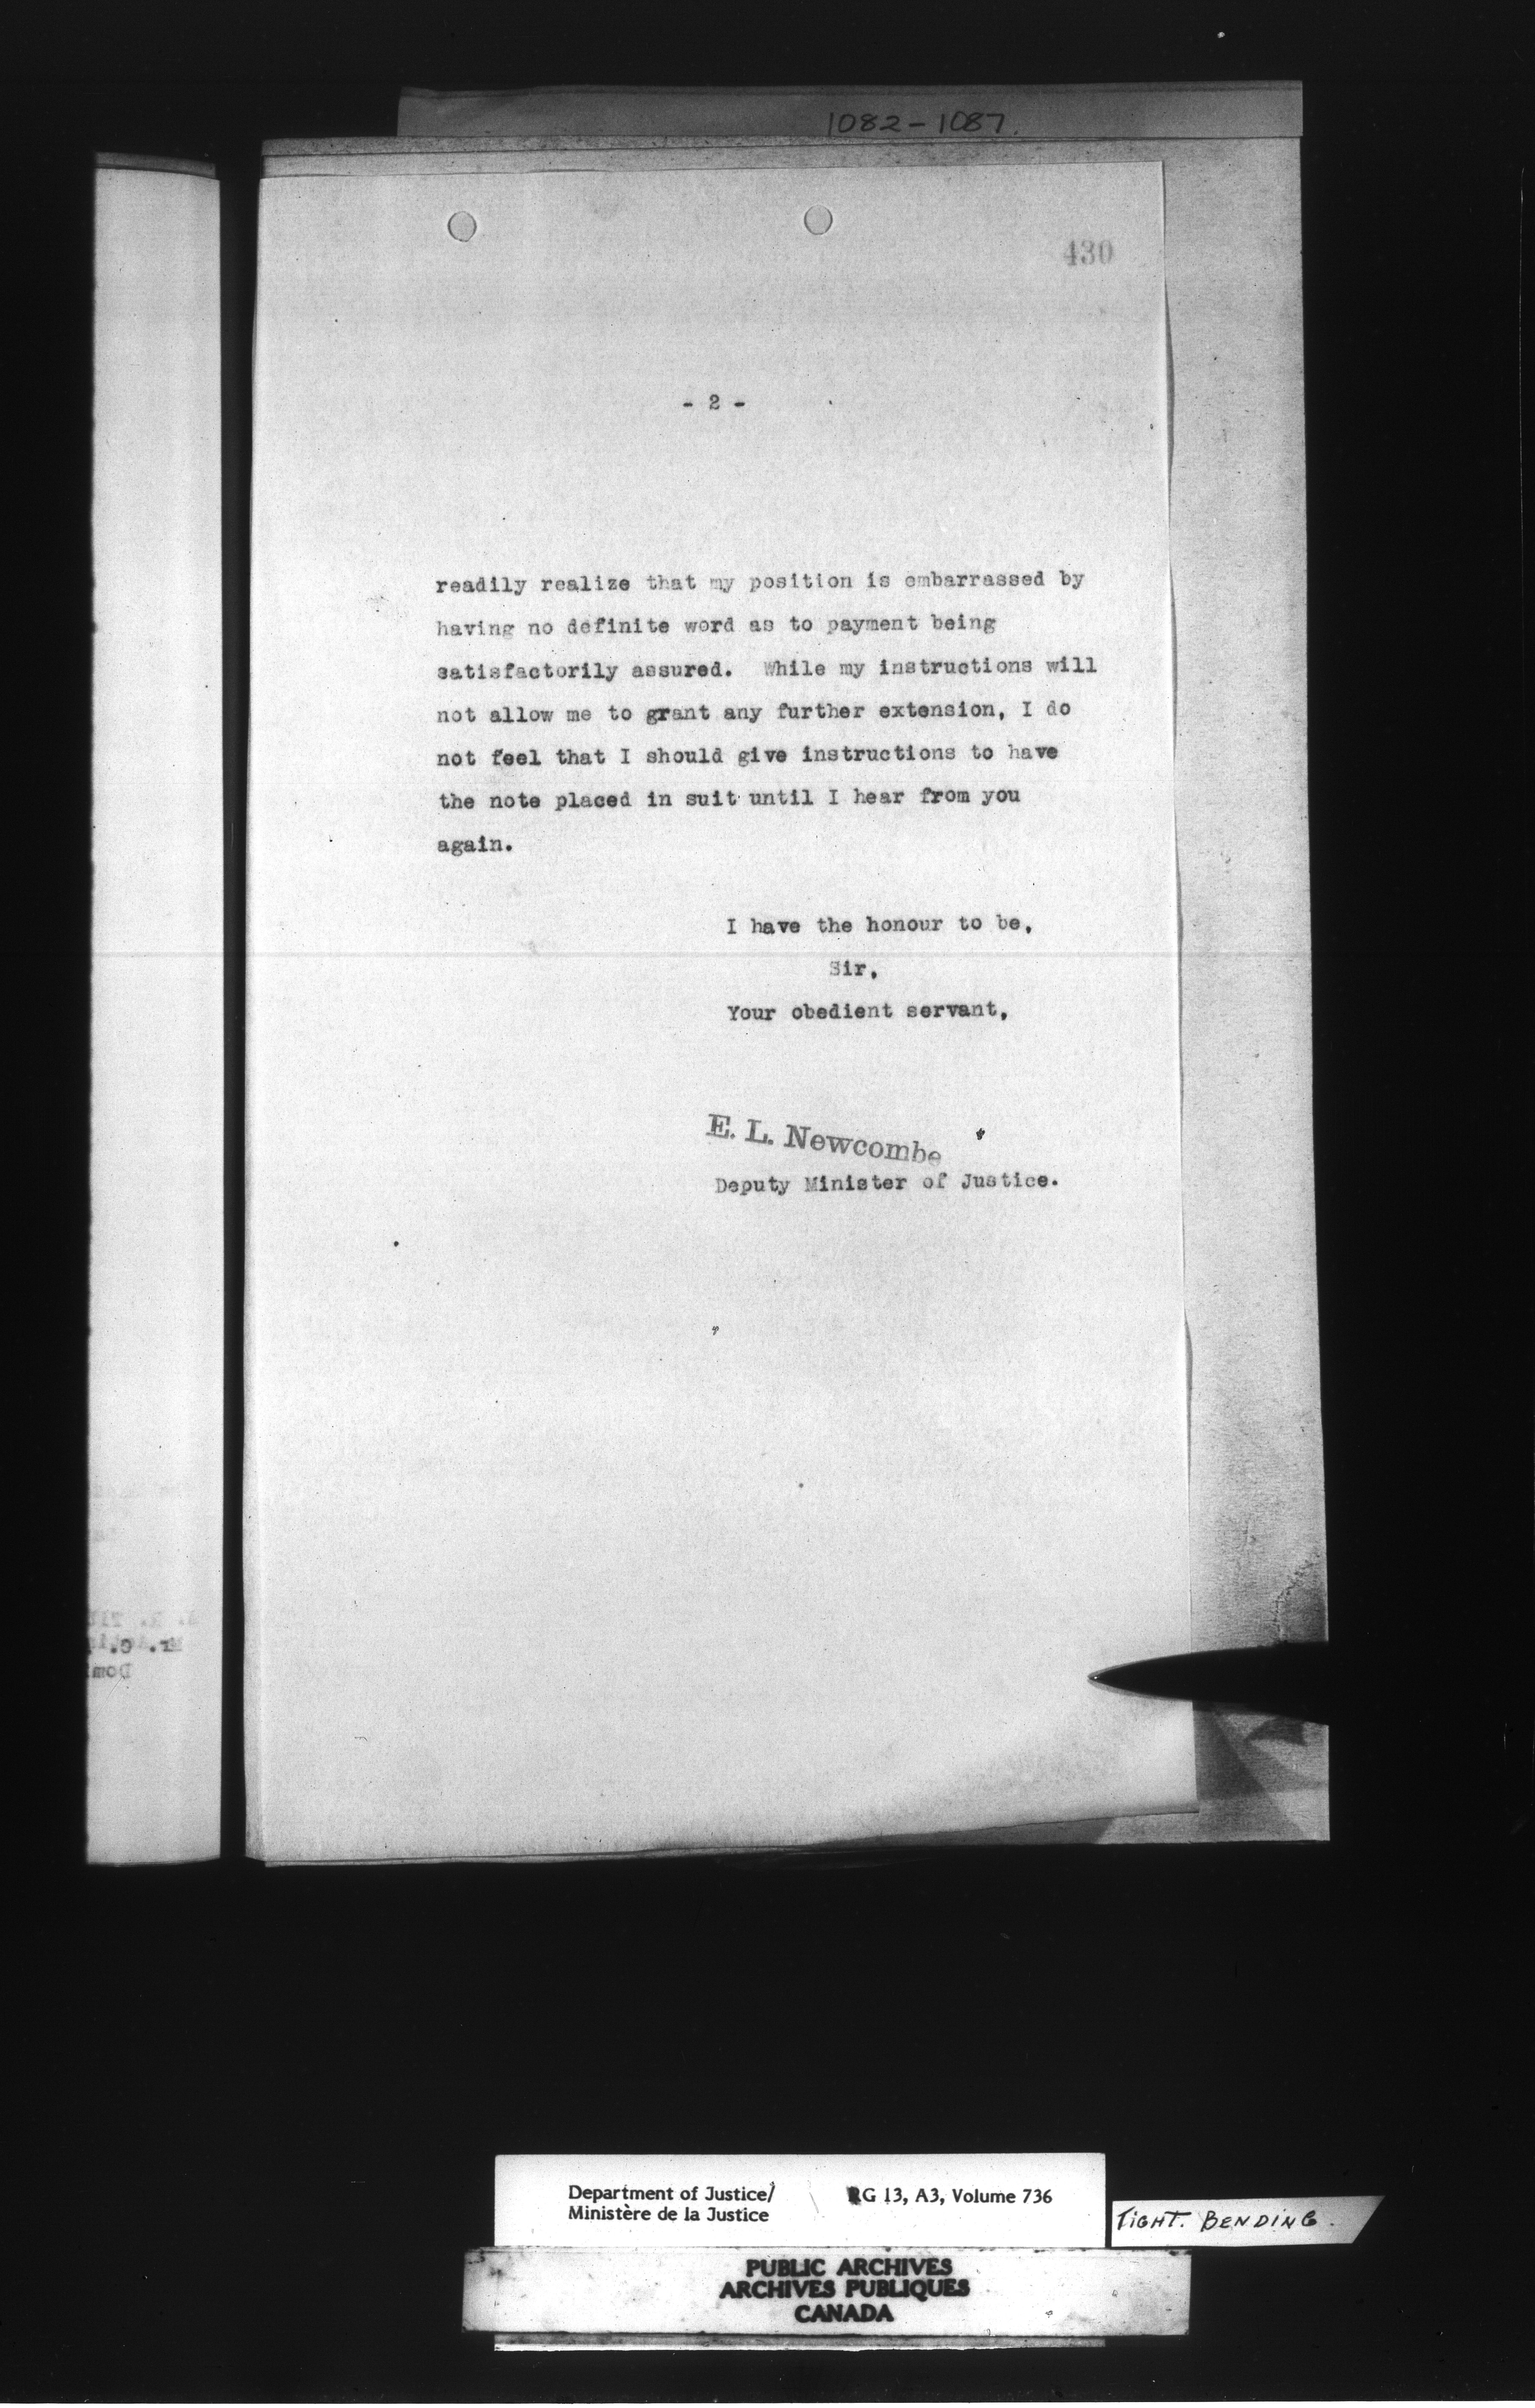 1082-1087.
430
- 2 -
readily realize that my position is embarrassed by
having no definite word as to payment being
satisfactorily assured. While my instructions will
not allow me to grant any further extension, I do
not feel that I should give instructions to have
the note placed in suit until I hear from you
again.
I have the honour to be,
Sir,
Your obedient servant,
E. L. Newcombe
Deputy Minister of Justice.
Department of Justice/
Ministère de la Justice
RG 13, A3, Volume 736
TIGHT. BENDING.
PUBLIC ARCHIVES
ARCHIVES PUBLIQUES
CANADA